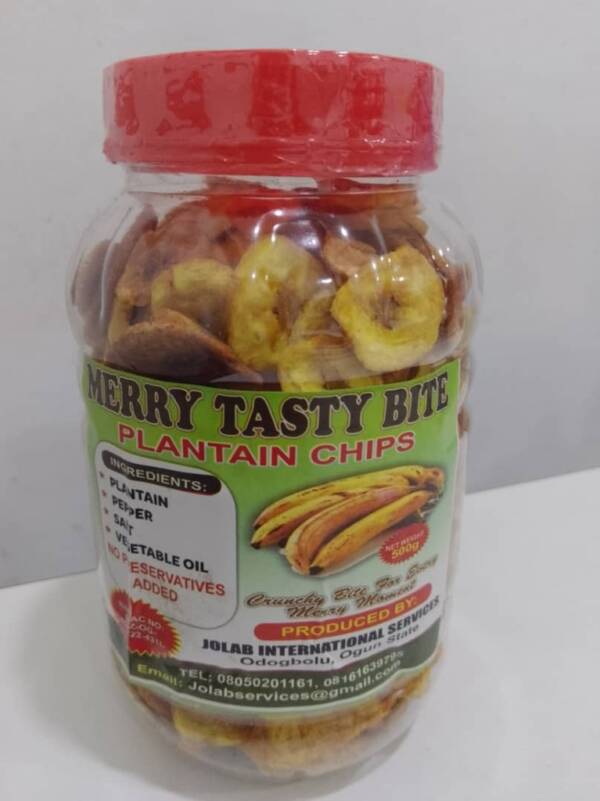 MERRY TASTY BITE
PLANTAIN CHIPS
INGREDIENTS:
PLANTAIN
PEPPER
SALT
VEGETABLE OIL
NO PRESERVATIVES
ADDED
NET WEIGHT
500g
Crunchy Bite For Every
Merry Moment
PRODUCED BY:
JOLAB INTERNATIONAL SERVICES
Odogbolu, Ogun State
TEL: 08050201161,
Email: Jolabservices@gmail.com